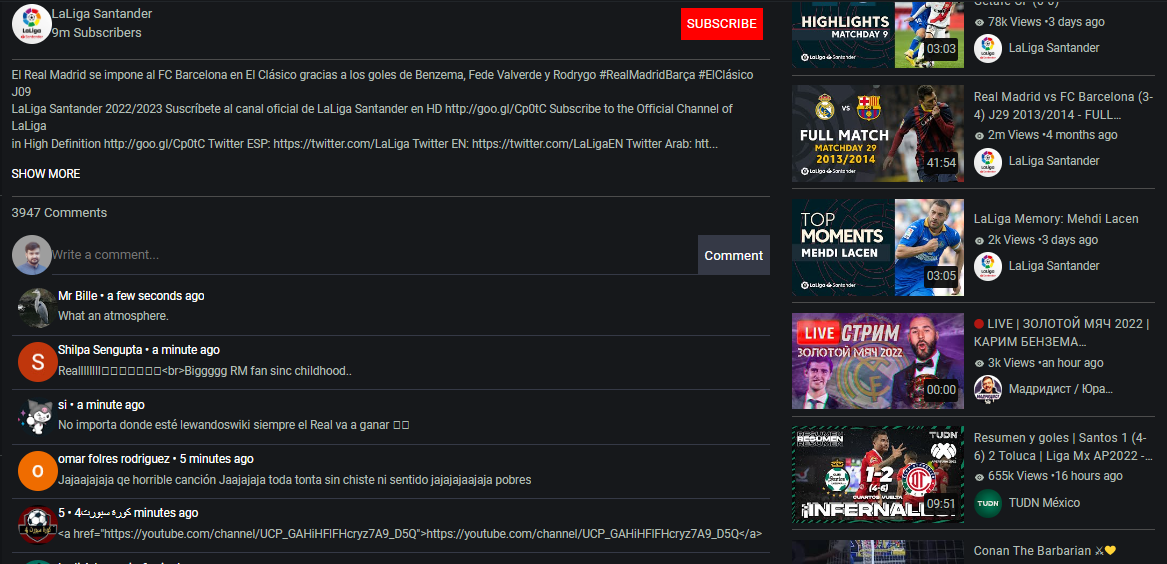 LaLiga Santander
9m Subscribers
SUBSCRIBE
El Real Madrid se impone al FC Barcelona en El Clásico gracias a los goles de Benzema, Fede Valverde y Rodrygo #RealMadridBarça #ElClásico
J09
LaLiga Santander 2022/2023 Suscríbete al canal oficial de LaLiga Santander en HD http://goo.gl/Cp0tC Subscribe to the Official Channel of
LaLiga
in High Definition http://goo.gl/Cp0tC Twitter ESP: https://twitter.com/LaLiga Twitter EN: https://twitter.com/LaLigaEN Twitter Arab: htt...
SHOW MORE
3947 Comments
Write a comment...
Comment
Mr Bille • a few seconds ago
What an atmosphere.
S
Shilpa Sengupta • a minute ago
Realllllllll▯▯▯▯▯▯▯<br>Biggggg RM fan sinc childhood..
si • a minute ago
No importa donde esté lewandoswiki siempre el Real va a ganar ▯▯
o
omar folres rodriguez • 5 minutes ago
Jajaajajaja qe horrible canción Jaajajaja toda tonta sin chiste ni sentido jajajajaajaja pobres
5 • كورة سبورت4 minutes ago
<a href="https://youtube.com/channel/UCP_GAHiHFlFHcryz7A9_D5Q">https://youtube.com/channel/UCP_GAHiHFlFHcryz7A9_D5Q</a>
HIGHLIGHTS
MATCHDAY 9
LaLiga Santander
03:03
78k Views •3 days ago
LaLiga Santander
VS
FULL MATCH
MATCHDAY 29
2013/2014
LaLiga Santander
41:54
Real Madrid vs FC Barcelona (3-
4) J29 2013/2014 - FULL...
2m Views •4 months ago
LaLiga Santander
TOP
MOMENTS
MEHDI LACEN
LaLiga Santander
03:05
LaLiga Memory: Mehdi Lacen
2k Views •3 days ago
LaLiga Santander
LIVE СТРИМ
ЗОЛОТОЙ МЯЧ 2022
00:00
🔴 LIVE | ЗОЛОТОЙ МЯЧ 2022 |
КАРИМ БЕНЗЕМА...
3k Views •an hour ago
Мадридист / Юра...
RESUMEN
TUDN
1-2
(4-6)
CUARTOS VUELTA
¡INFERNAL!
09:51
Resumen y goles | Santos 1 (4-
6) 2 Toluca | Liga Mx AP2022 -...
655k Views •16 hours ago
TUDN
TUDN México
Conan The Barbarian ⚔💛